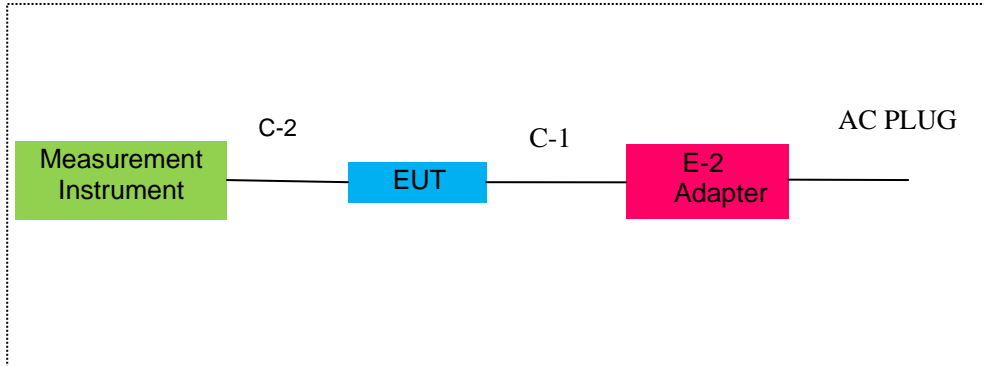 AC PLUG
C-2
C-1
Measurement
Instrument
EUT
E-2
Adapter